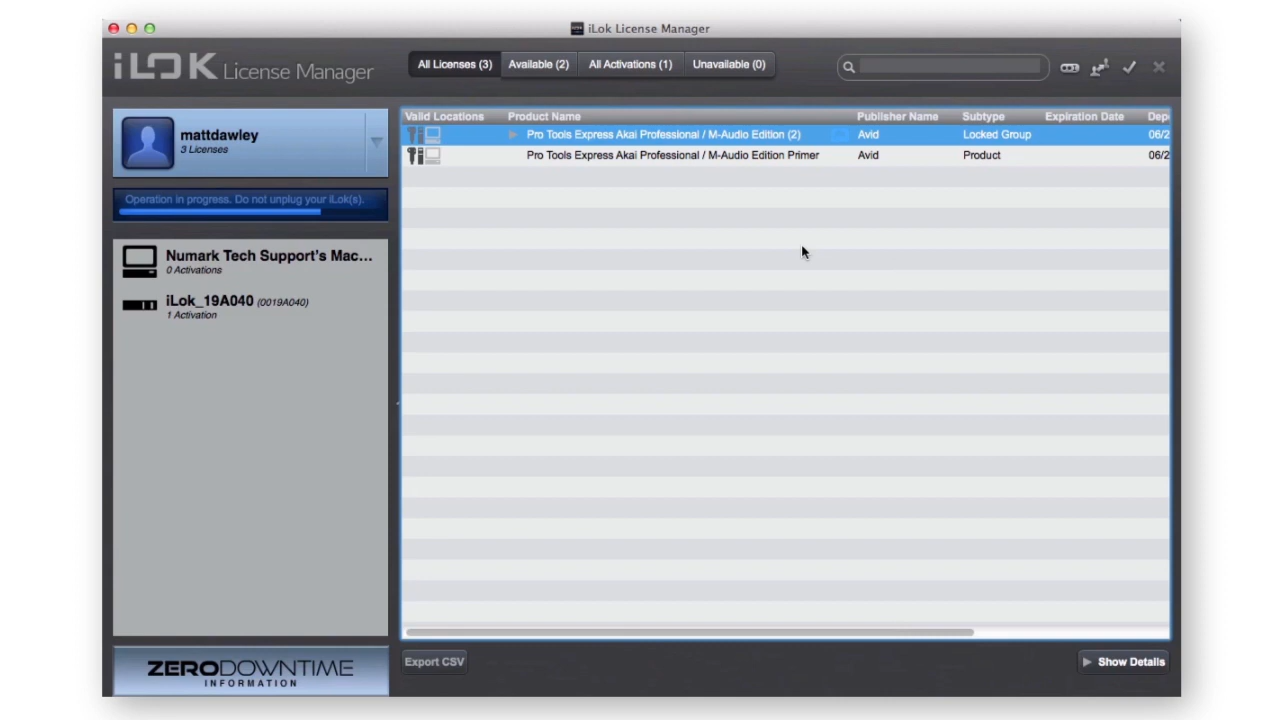 iLok License Manager
iLOK License Manager
All Licenses (3) Available (2) All Activations (1) Unavailable (0)
mattdawley
3 Licenses
Operation in progress. Do not unplug your iLok(s).
Numark Tech Support's Mac...
0 Activations
iLok_19A040 (0019A040)
1 Activation
Valid Locations Product Name Publisher Name Subtype Expiration Date Dep
Pro Tools Express Akai Professional / M-Audio Edition (2) Avid Locked Group 06/2
Pro Tools Express Akai Professional / M-Audio Edition Primer Avid Product 06/2
ZERODOWNTIME
INFORMATION
Export CSV
Show Details